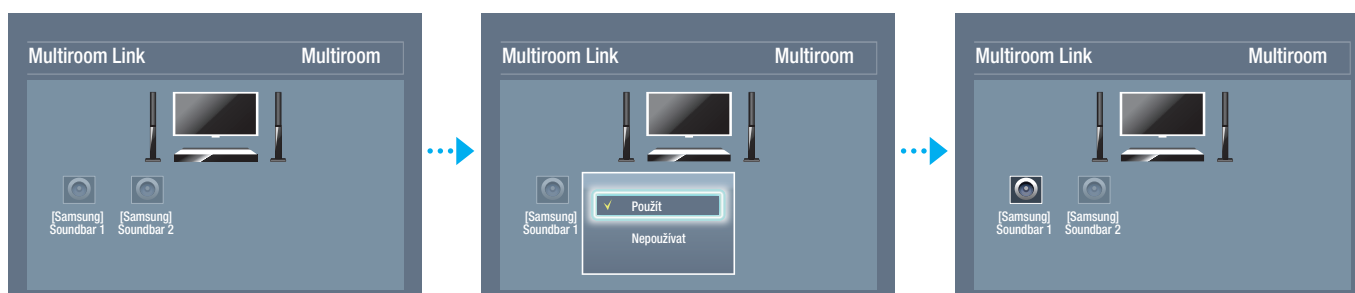 Multiroom Link Multiroom
[Samsung] Soundbar 1
[Samsung] Soundbar 2
Multiroom Link Multiroom
[Samsung] Soundbar 1
Použít
Nepoužívat
Multiroom Link Multiroom
[Samsung] Soundbar 1
[Samsung] Soundbar 2